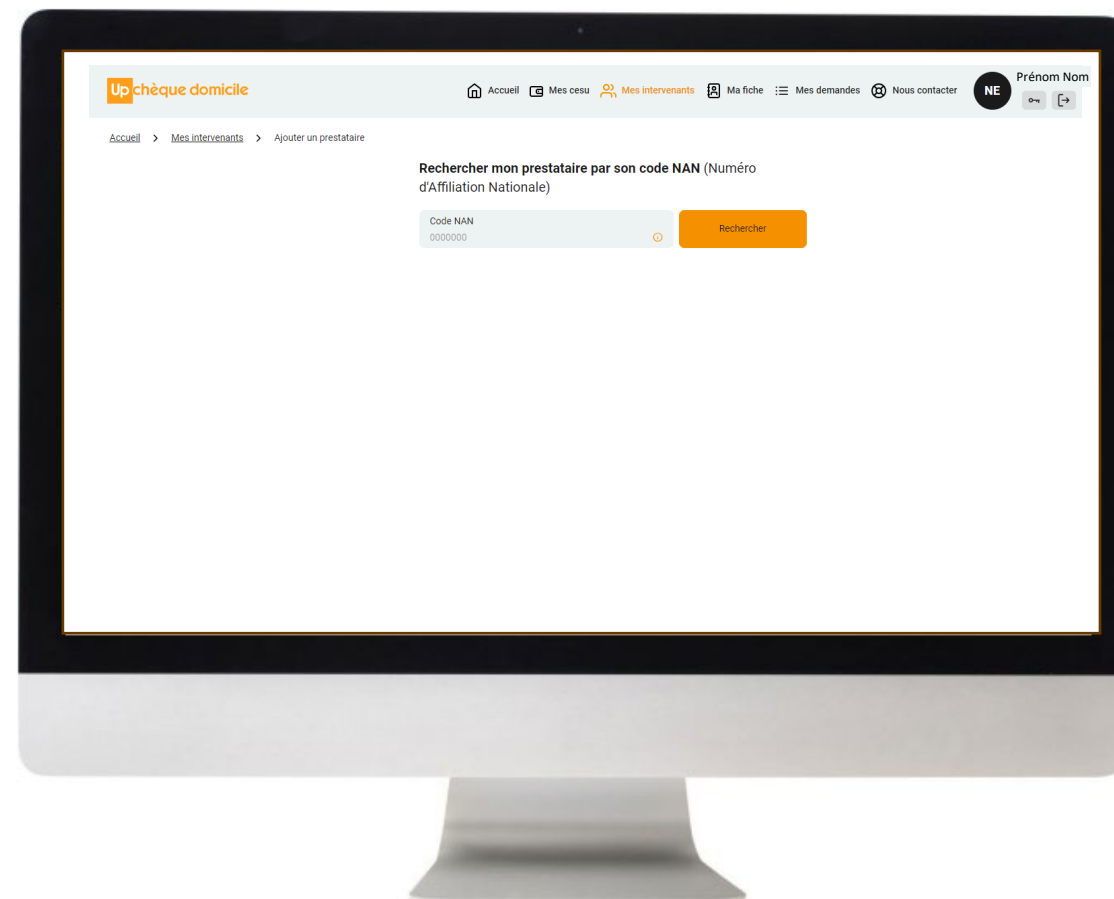 Up chèque domicile
Accueil Mes cesu Mes intervenants Ma fiche Mes demandes Nous contacter NE Prénom Nom
Accueil > Mes intervenants > Ajouter un prestataire
Rechercher mon prestataire par son code NAN (Numéro
d'Affiliation Nationale)
Code NAN
0000000
Rechercher